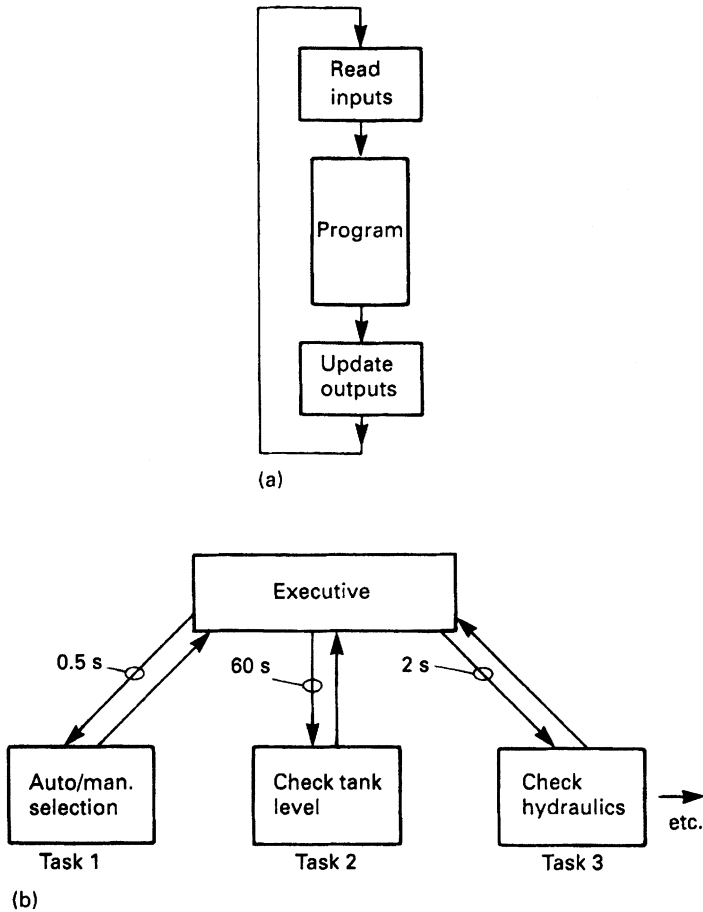 Read
inputs
Program
Update
outputs
(a)
Executive
0.5 s
60 s
2 s
Auto/man.
selection
Check tank
level
Check
hydraulics
etc.
Task 1
Task 2
Task 3
(b)